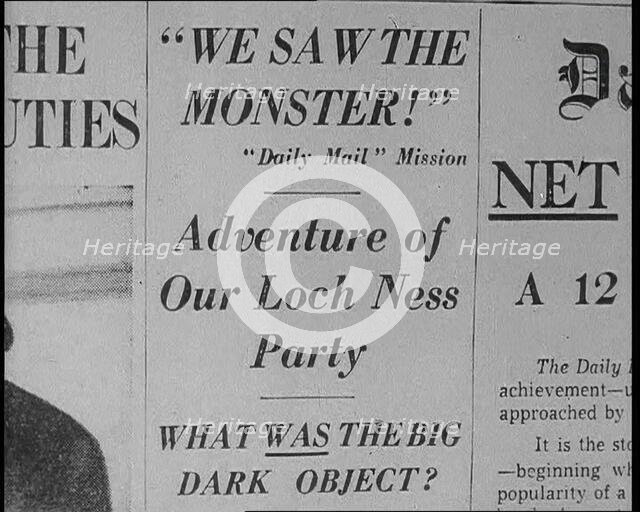 THE
UTIES
"WE SAW THE
MONSTER!"
"Daily Mail" Mission
Adventure of
Our Loch Ness
Party
WHAT WAS THE BIG
DARK OBJECT?
NET
A 12
The Daily
achievement—u
approached by
It is the sto
—beginning wh
popularity of a
Heritage
Heritage
Heritage
Heritage
Heritage
Heritage
©